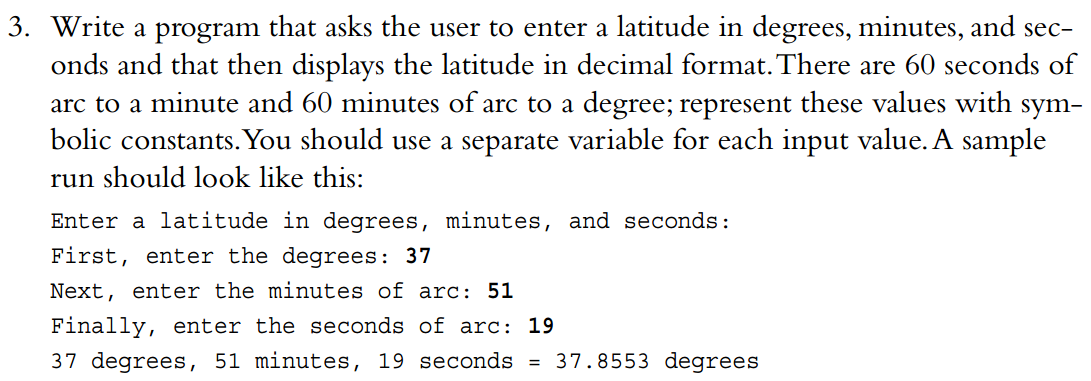 3. Write a program that asks the user to enter a latitude in degrees, minutes, and sec-
onds and that then displays the latitude in decimal format. There are 60 seconds of
arc to a minute and 60 minutes of arc to a degree; represent these values with sym-
bolic constants. You should use a separate variable for each input value. A sample
run should look like this:
Enter a latitude in degrees, minutes, and seconds:
First, enter the degrees: 37
Next, enter the minutes of arc: 51
Finally, enter the seconds of arc: 19
37 degrees, 51 minutes, 19 seconds = 37.8553 degrees